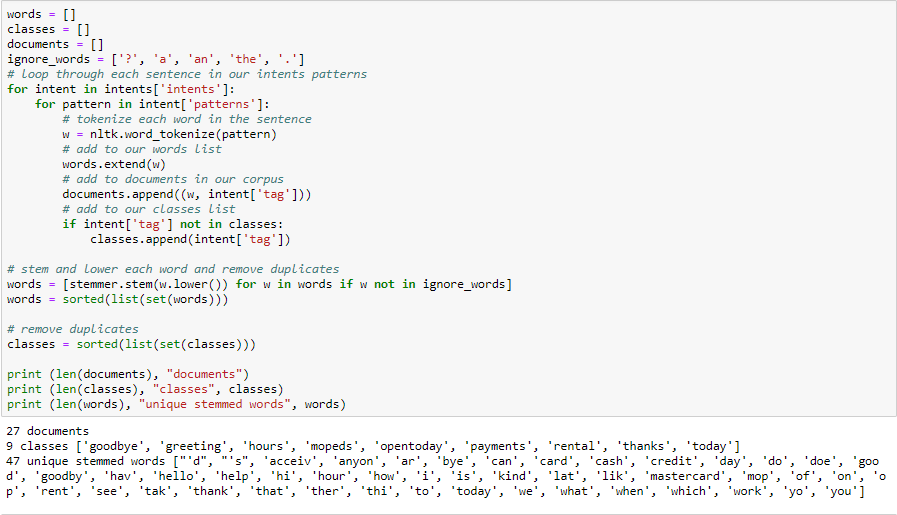 words = []
classes = []
documents = []
ignore_words = ['?', 'a', 'an', 'the', '.']
# loop through each sentence in our intents patterns
for intent in intents['intents']:
    for pattern in intent['patterns']:
        # tokenize each word in the sentence
        w = nltk.word_tokenize(pattern)
        # add to our words list
        words.extend(w)
        # add to documents in our corpus
        documents.append((w, intent['tag']))
        # add to our classes list
        if intent['tag'] not in classes:
            classes.append(intent['tag'])

# stem and lower each word and remove duplicates
words = [stemmer.stem(w.lower()) for w in words if w not in ignore_words]
words = sorted(list(set(words)))

# remove duplicates
classes = sorted(list(set(classes)))

print (len(documents), "documents")
print (len(classes), "classes", classes)
print (len(words), "unique stemmed words", words)

27 documents
9 classes ['goodbye', 'greeting', 'hours', 'mopeds', 'opentoday', 'payments', 'rental', 'thanks', 'today']
47 unique stemmed words ["'d", "'s", 'acceiv', 'anyon', 'ar', 'bye', 'can', 'card', 'cash', 'credit', 'day', 'do', 'doe', 'goo
d', 'goodby', 'hav', 'hello', 'help', 'hi', 'hour', 'how', 'i', 'is', 'kind', 'lat', 'lik', 'mastercard', 'mop', 'of', 'on', 'o
p', 'rent', 'see', 'tak', 'thank', 'that', 'ther', 'thi', 'to', 'today', 'we', 'what', 'when', 'which', 'work', 'yo', 'you']